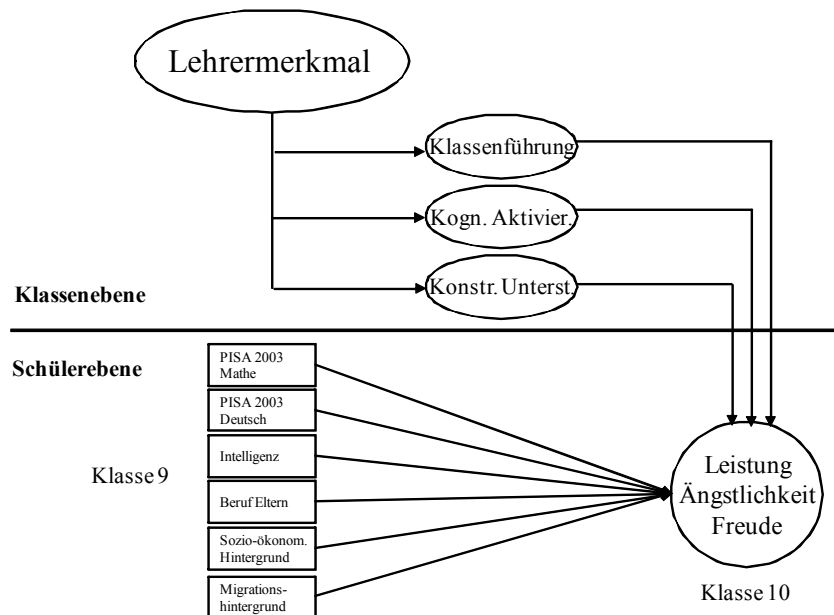 Lehrermerkmal
Klassenführung
Kogn. Aktivier.
Konstr. Unterst.
Klassenebene
Schülerebene
PISA 2003
Mathe
PISA 2003
Deutsch
Intelligenz
Klasse 9
Beruf Eltern
Sozio-ökonom.
Hintergrund
Migrations-
hintergrund
Leistung
Ängstlichkeit
Freude
Klasse 10